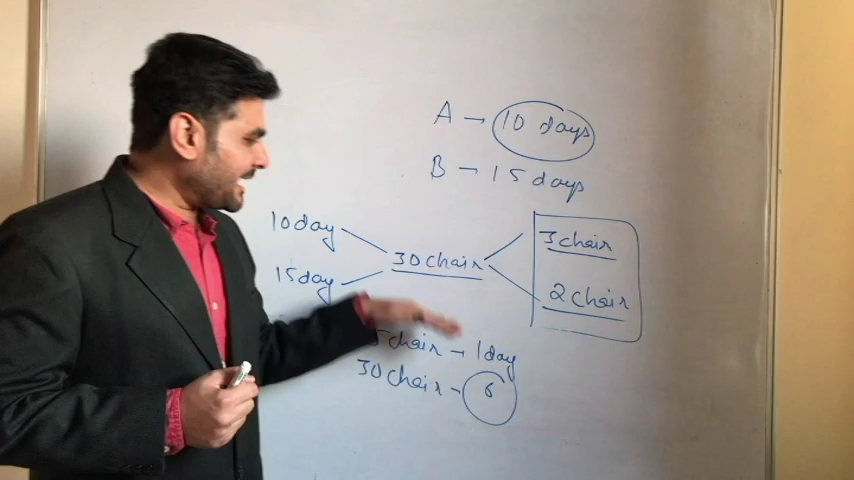 A → 10 days
B → 15 days
10day
15day
30chair
3chair
2chair
chair → 1day
30chair - 6